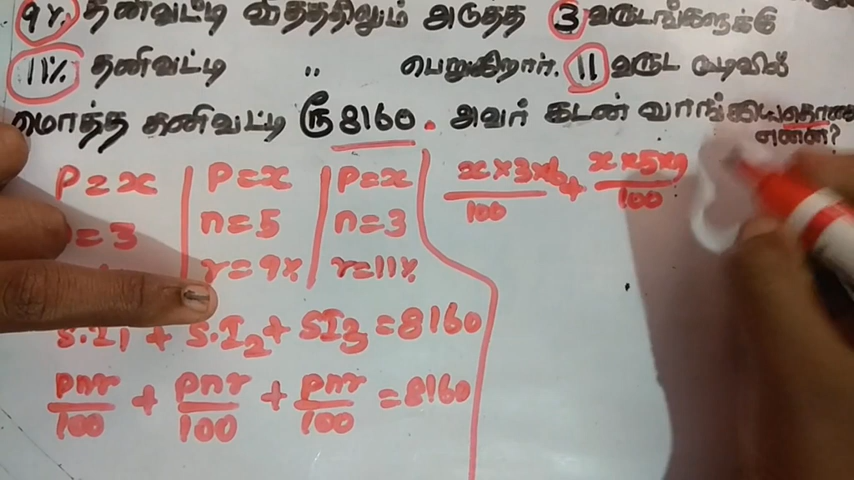 9%. தனிவட்டி விதத்திலும் அடுத்த 3 வருடங்களுக்கு
11% தனிவட்டி " பெறுகிறார். 11 வருட முடிவில்
மொத்த தனிவட்டி ரூ 8160. அவர் கடன் வாங்கிய
என்ன?
P = x
= 3
P = x
n = 5
r = 9%
P = x
n = 3
r = 11%
S.I1 + S.I2 + SI3 = 8160
pnr/100 + pnr/100 + pnr/100 = 8160
x×3×6/100 + x×5×9/100